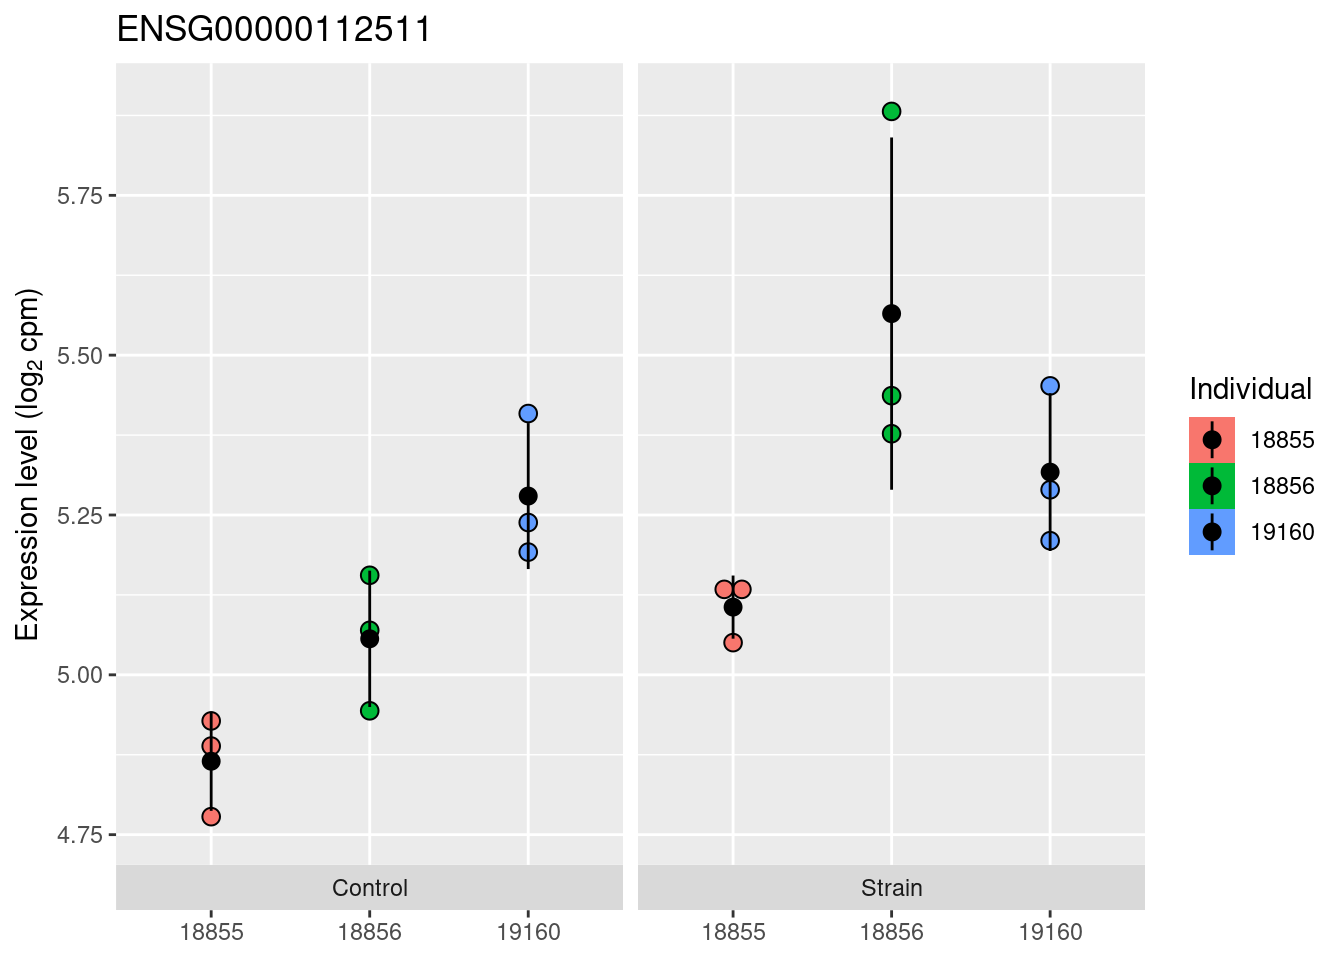 ENSG00000112511
Expression level (log₂ cpm)
5.75
5.50
5.25
5.00
4.75
Control
Strain
18855
18856
19160
18855
18856
19160
Individual
18855
18856
19160